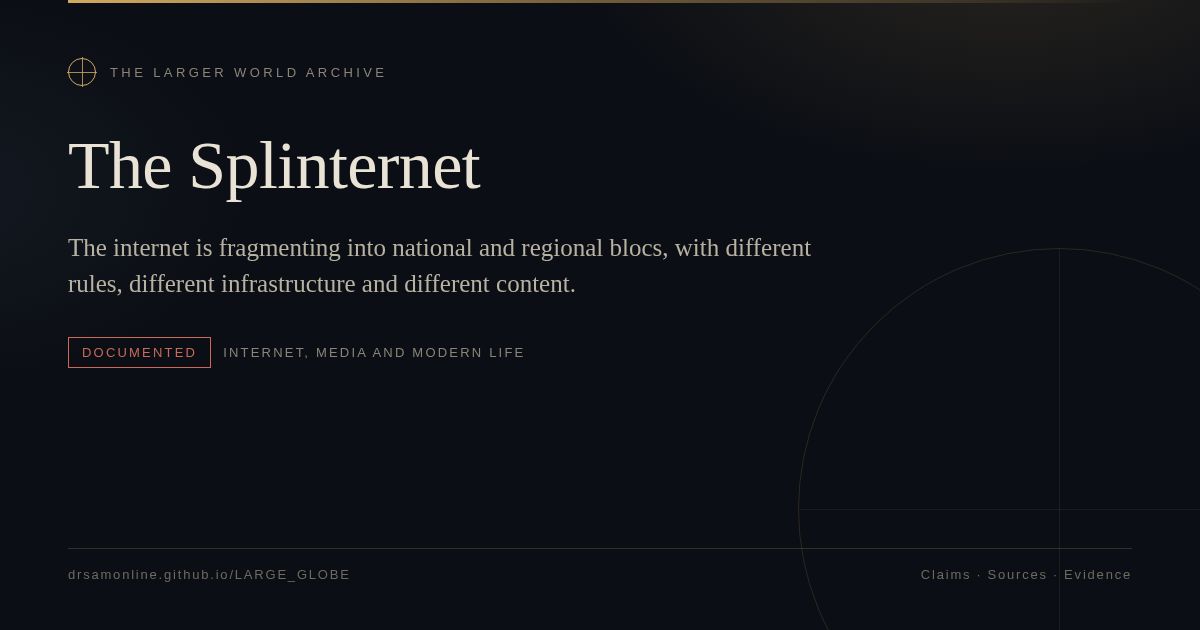 THE LARGER WORLD ARCHIVE
The Splinternet
The internet is fragmenting into national and regional blocs, with different
rules, different infrastructure and different content.
DOCUMENTED INTERNET, MEDIA AND MODERN LIFE
drsamonline.github.io/LARGE_GLOBE Claims · Sources · Evidence